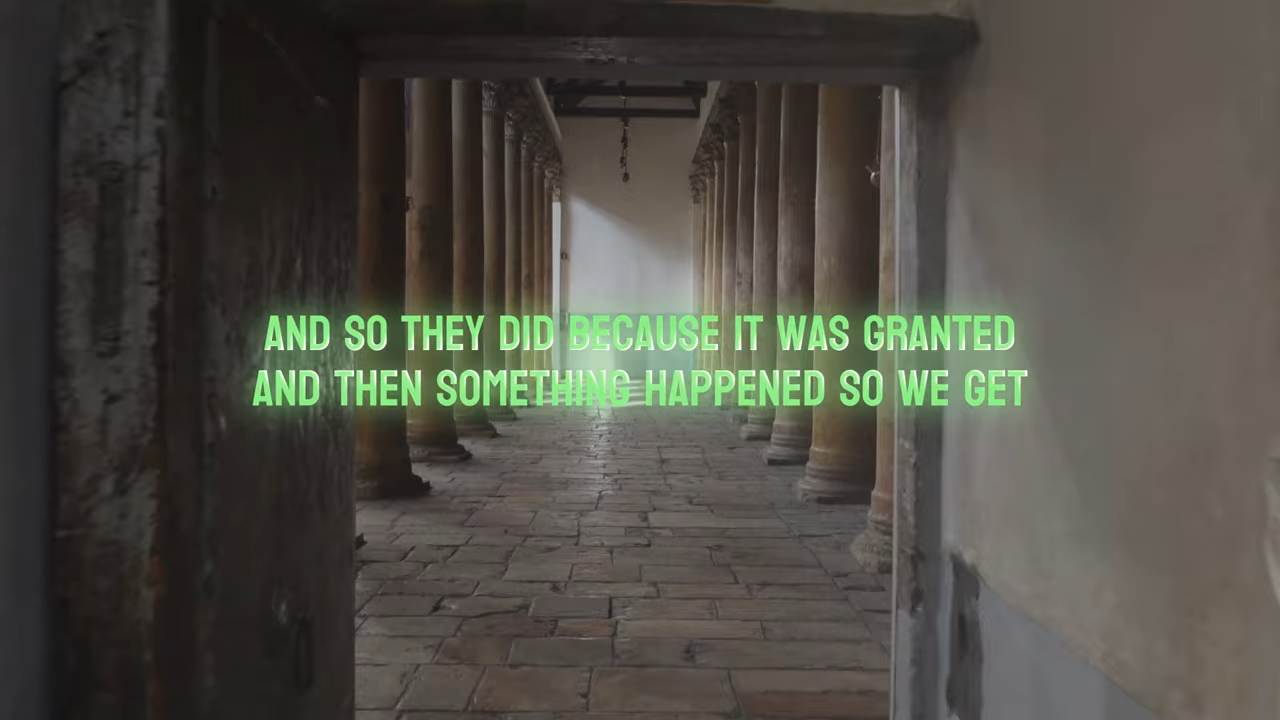 AND SO THEY DID BECAUSE IT WAS GRANTED
AND THEN SOMETHING HAPPENED SO WE GET